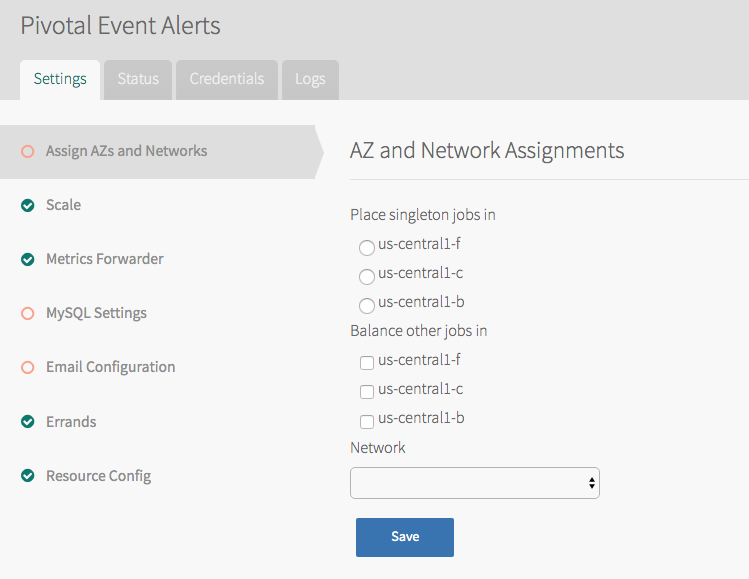 Pivotal Event Alerts
Settings
Status
Credentials
Logs
Assign AZs and Networks
Scale
Metrics Forwarder
MySQL Settings
Email Configuration
Errands
Resource Config
AZ and Network Assignments
Place singleton jobs in
us-central1-f
us-central1-c
us-central1-b
Balance other jobs in
us-central1-f
us-central1-c
us-central1-b
Network
Save